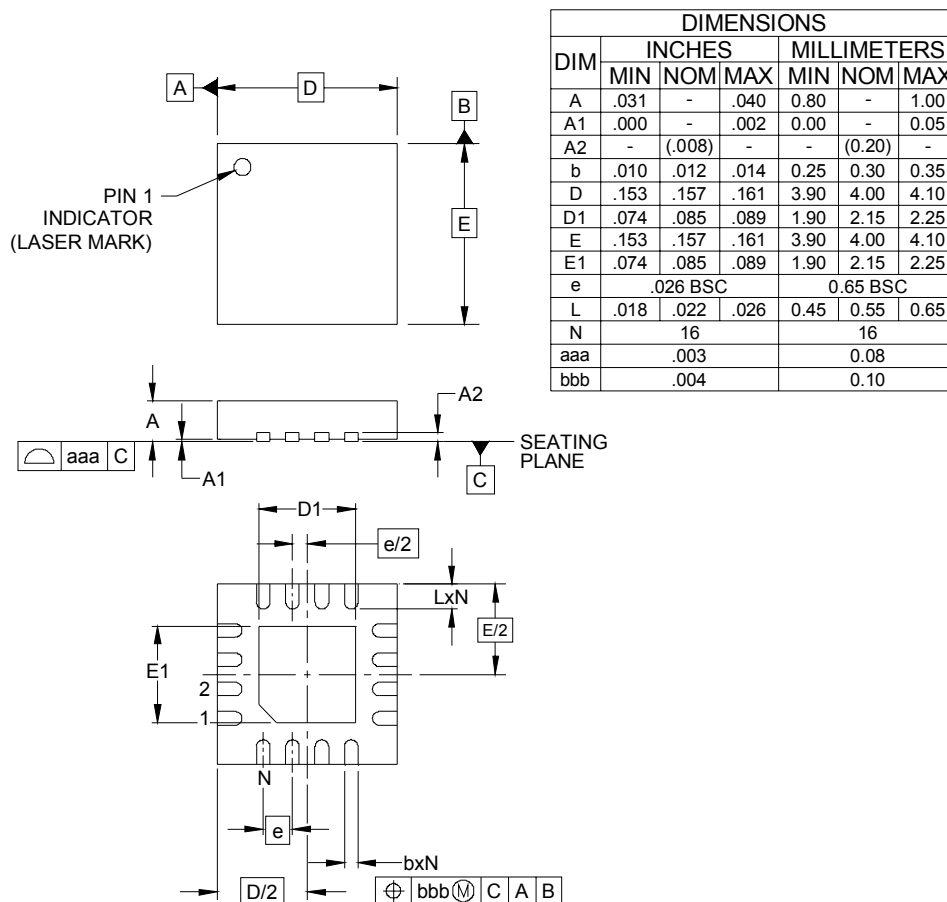 DIMENSIONS
DIM INCHES MILLIMETERS
MIN NOM MAX MIN NOM MAX
A .031 - .040 0.80 - 1.00
A1 .000 - .002 0.00 - 0.05
A2 - (.008) - - (0.20) -
b .010 .012 .014 0.25 0.30 0.35
D .153 .157 .161 3.90 4.00 4.10
D1 .074 .085 .089 1.90 2.15 2.25
E .153 .157 .161 3.90 4.00 4.10
E1 .074 .085 .089 1.90 2.15 2.25
e .026 BSC 0.65 BSC
L .018 .022 .026 0.45 0.55 0.65
N 16 16
aaa .003 0.08
bbb .004 0.10
A D
B
PIN 1
INDICATOR
(LASER MARK)
E
A2
A
SEATING
PLANE
aaa C
A1
C
D1
e/2
LxN
E/2
E1
2
1
N
e
bxN
D/2
bbb M C A B